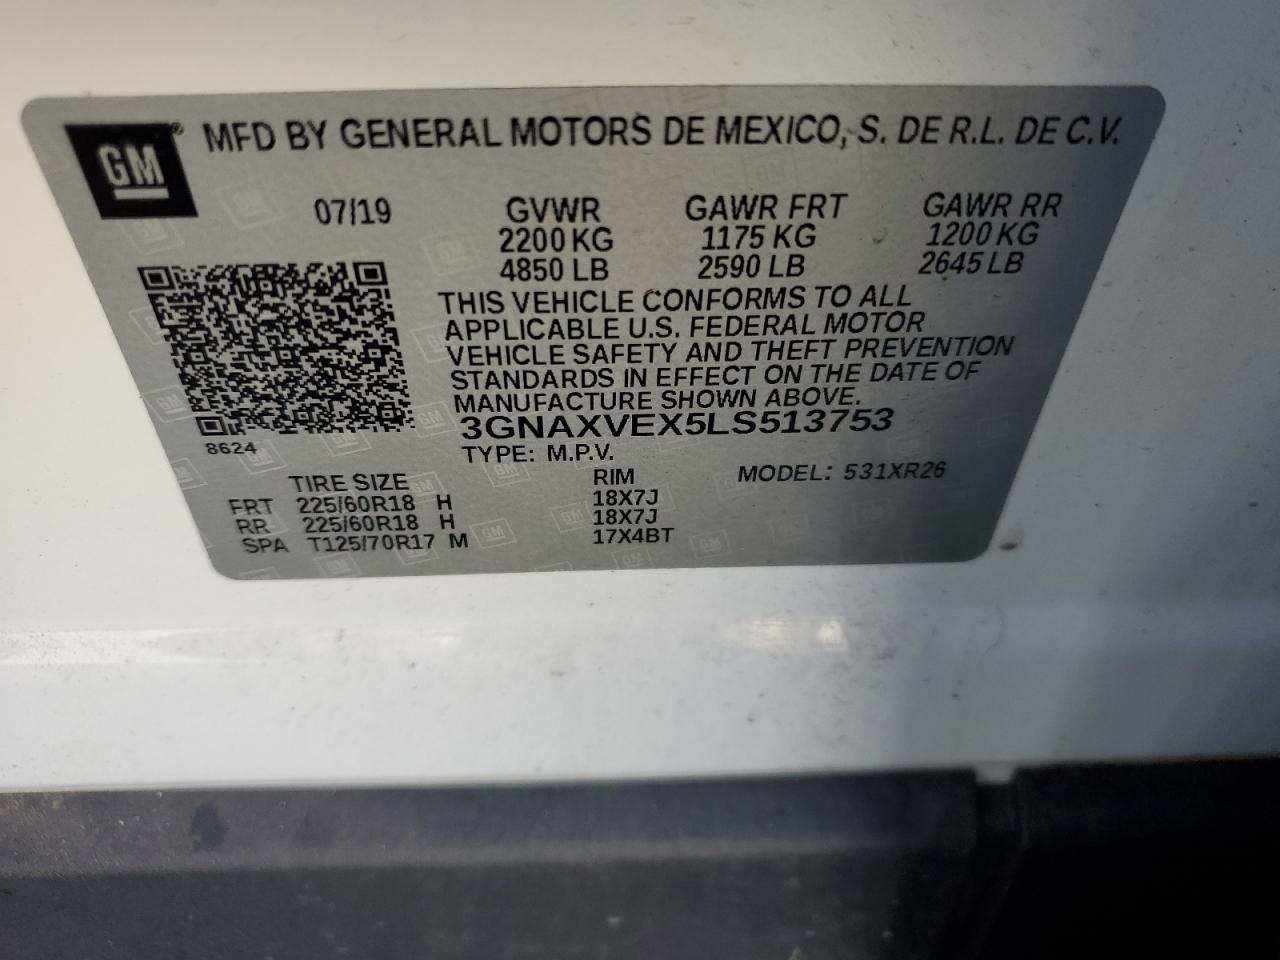 GM® MFD BY GENERAL MOTORS DE MEXICO, S. DE R.L. DE C.V.
07/19 GVWR GAWR FRT GAWR RR
2200 KG 1175 KG 1200 KG
4850 LB 2590 LB 2645 LB
THIS VEHICLE CONFORMS TO ALL
APPLICABLE U.S. FEDERAL MOTOR
VEHICLE SAFETY AND THEFT PREVENTION
STANDARDS IN EFFECT ON THE DATE OF
MANUFACTURE SHOWN ABOVE.
3GNAXVEX5LS513753
8624
TYPE: M.P.V.
MODEL: 531XR26
TIRE SIZE RIM
FRT 225/60R18 H 18X7J
RR 225/60R18 H 18X7J
SPA T125/70R17 M 17X4BT